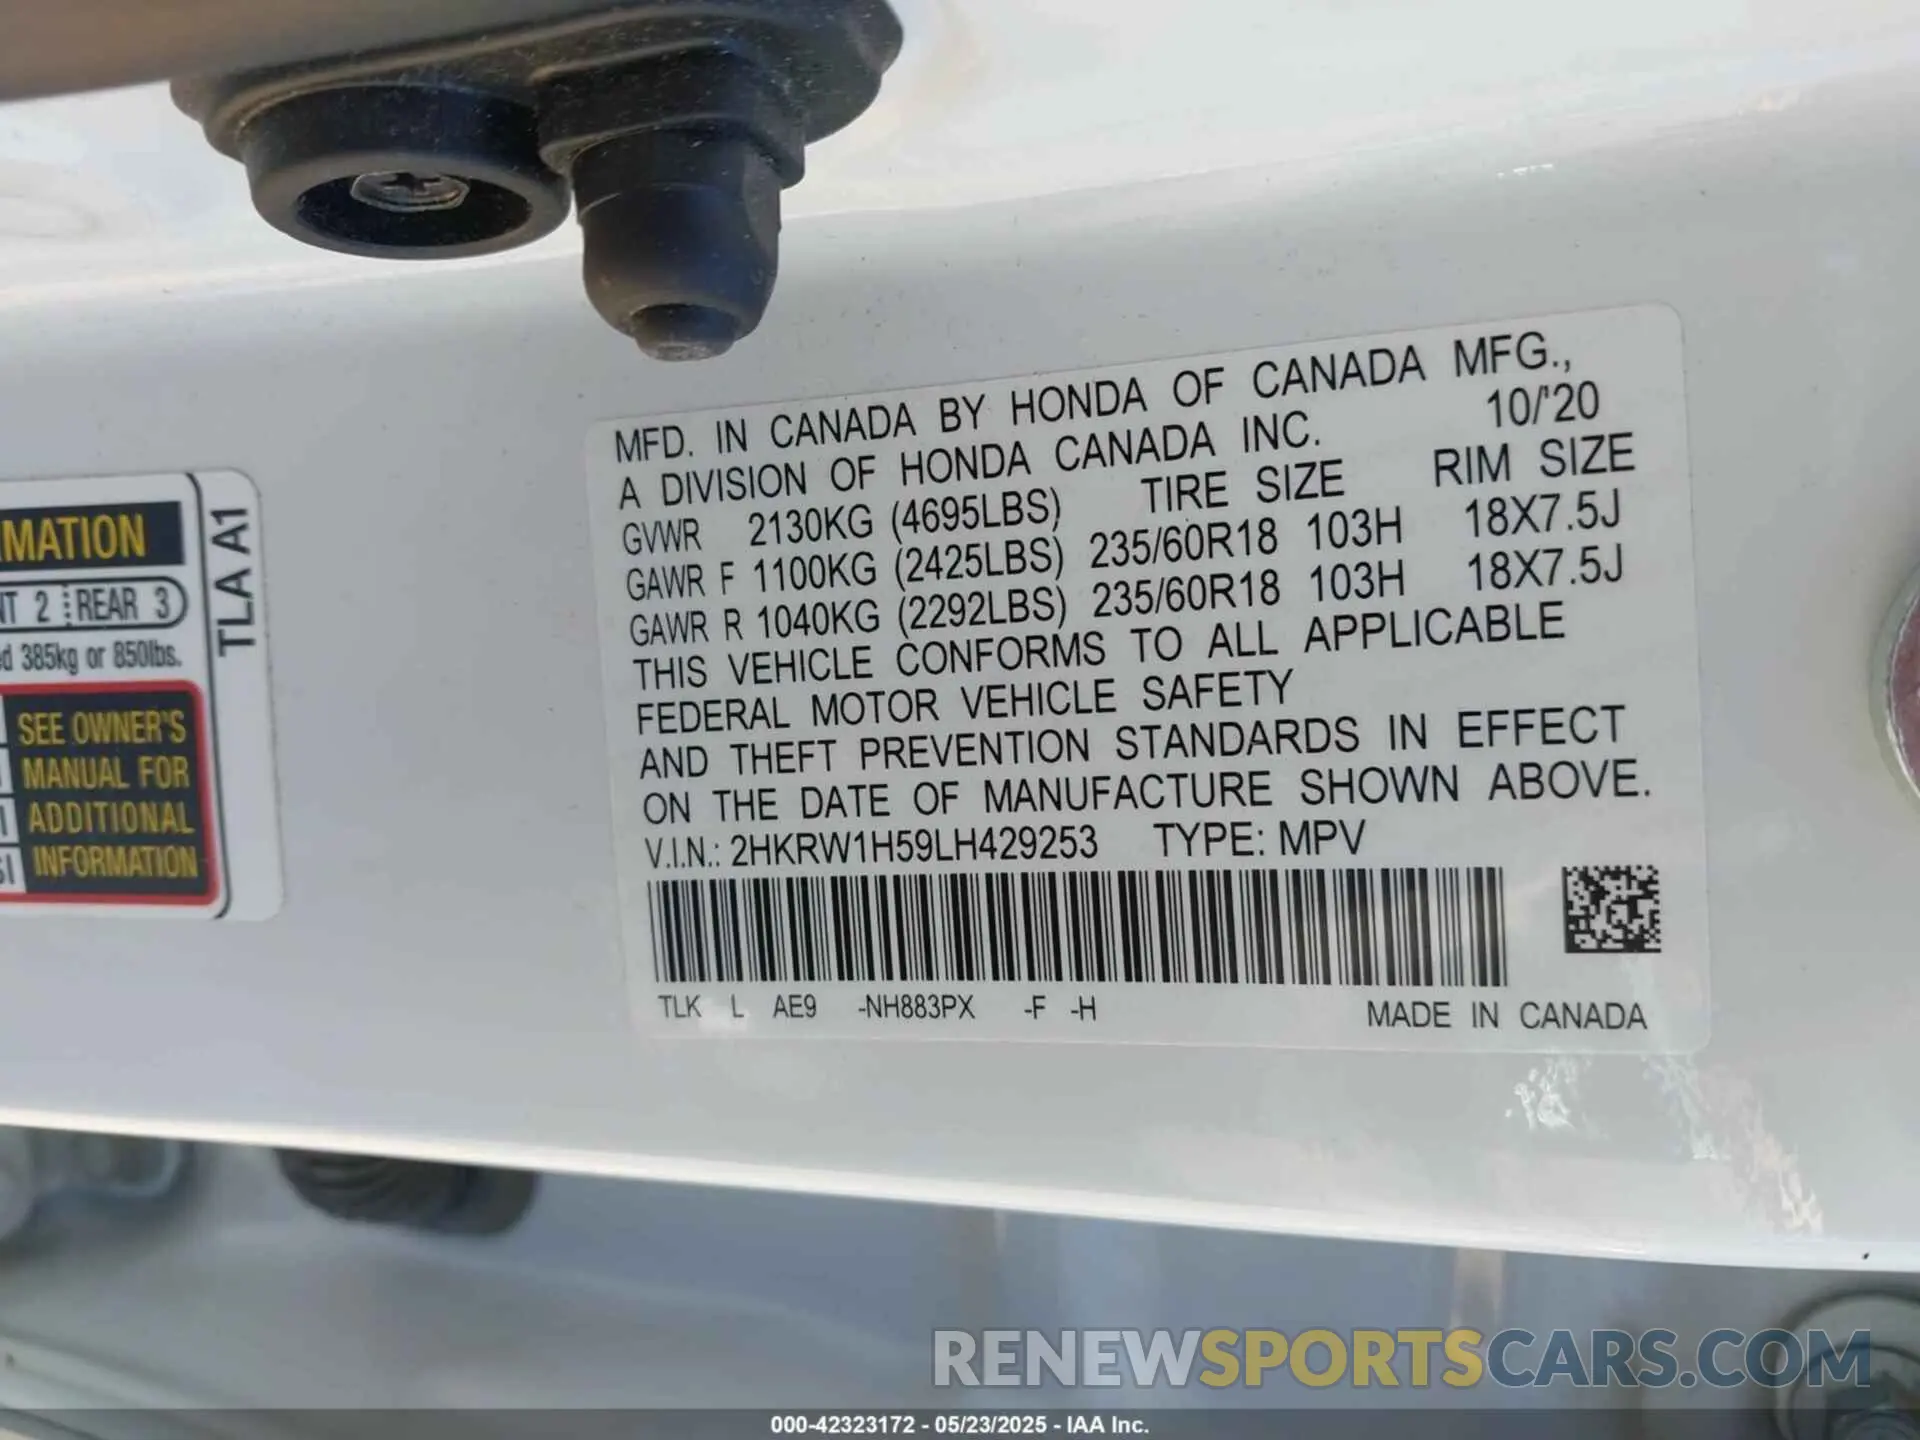 MFD. IN CANADA BY HONDA OF CANADA MFG.,
A DIVISION OF HONDA CANADA INC. 10/'20
GVWR 2130KG (4695LBS) TIRE SIZE RIM SIZE
GAWR F 1100KG (2425LBS) 235/60R18 103H 18X7.5J
GAWR R 1040KG (2292LBS) 235/60R18 103H 18X7.5J
THIS VEHICLE CONFORMS TO ALL APPLICABLE
FEDERAL MOTOR VEHICLE SAFETY
AND THEFT PREVENTION STANDARDS IN EFFECT
ON THE DATE OF MANUFACTURE SHOWN ABOVE.
V.I.N.: 2HKRW1H59LH429253 TYPE: MPV
TLK L AE9 -NH883PX -F -H MADE IN CANADA
2 REAR 3
385kg or 850lbs.
SEE OWNER'S
MANUAL FOR
ADDITIONAL
INFORMATION
TLA A1
RENEWSPORTSCARS.COM
000-42323172 - 05/23/2025 - IAA Inc.